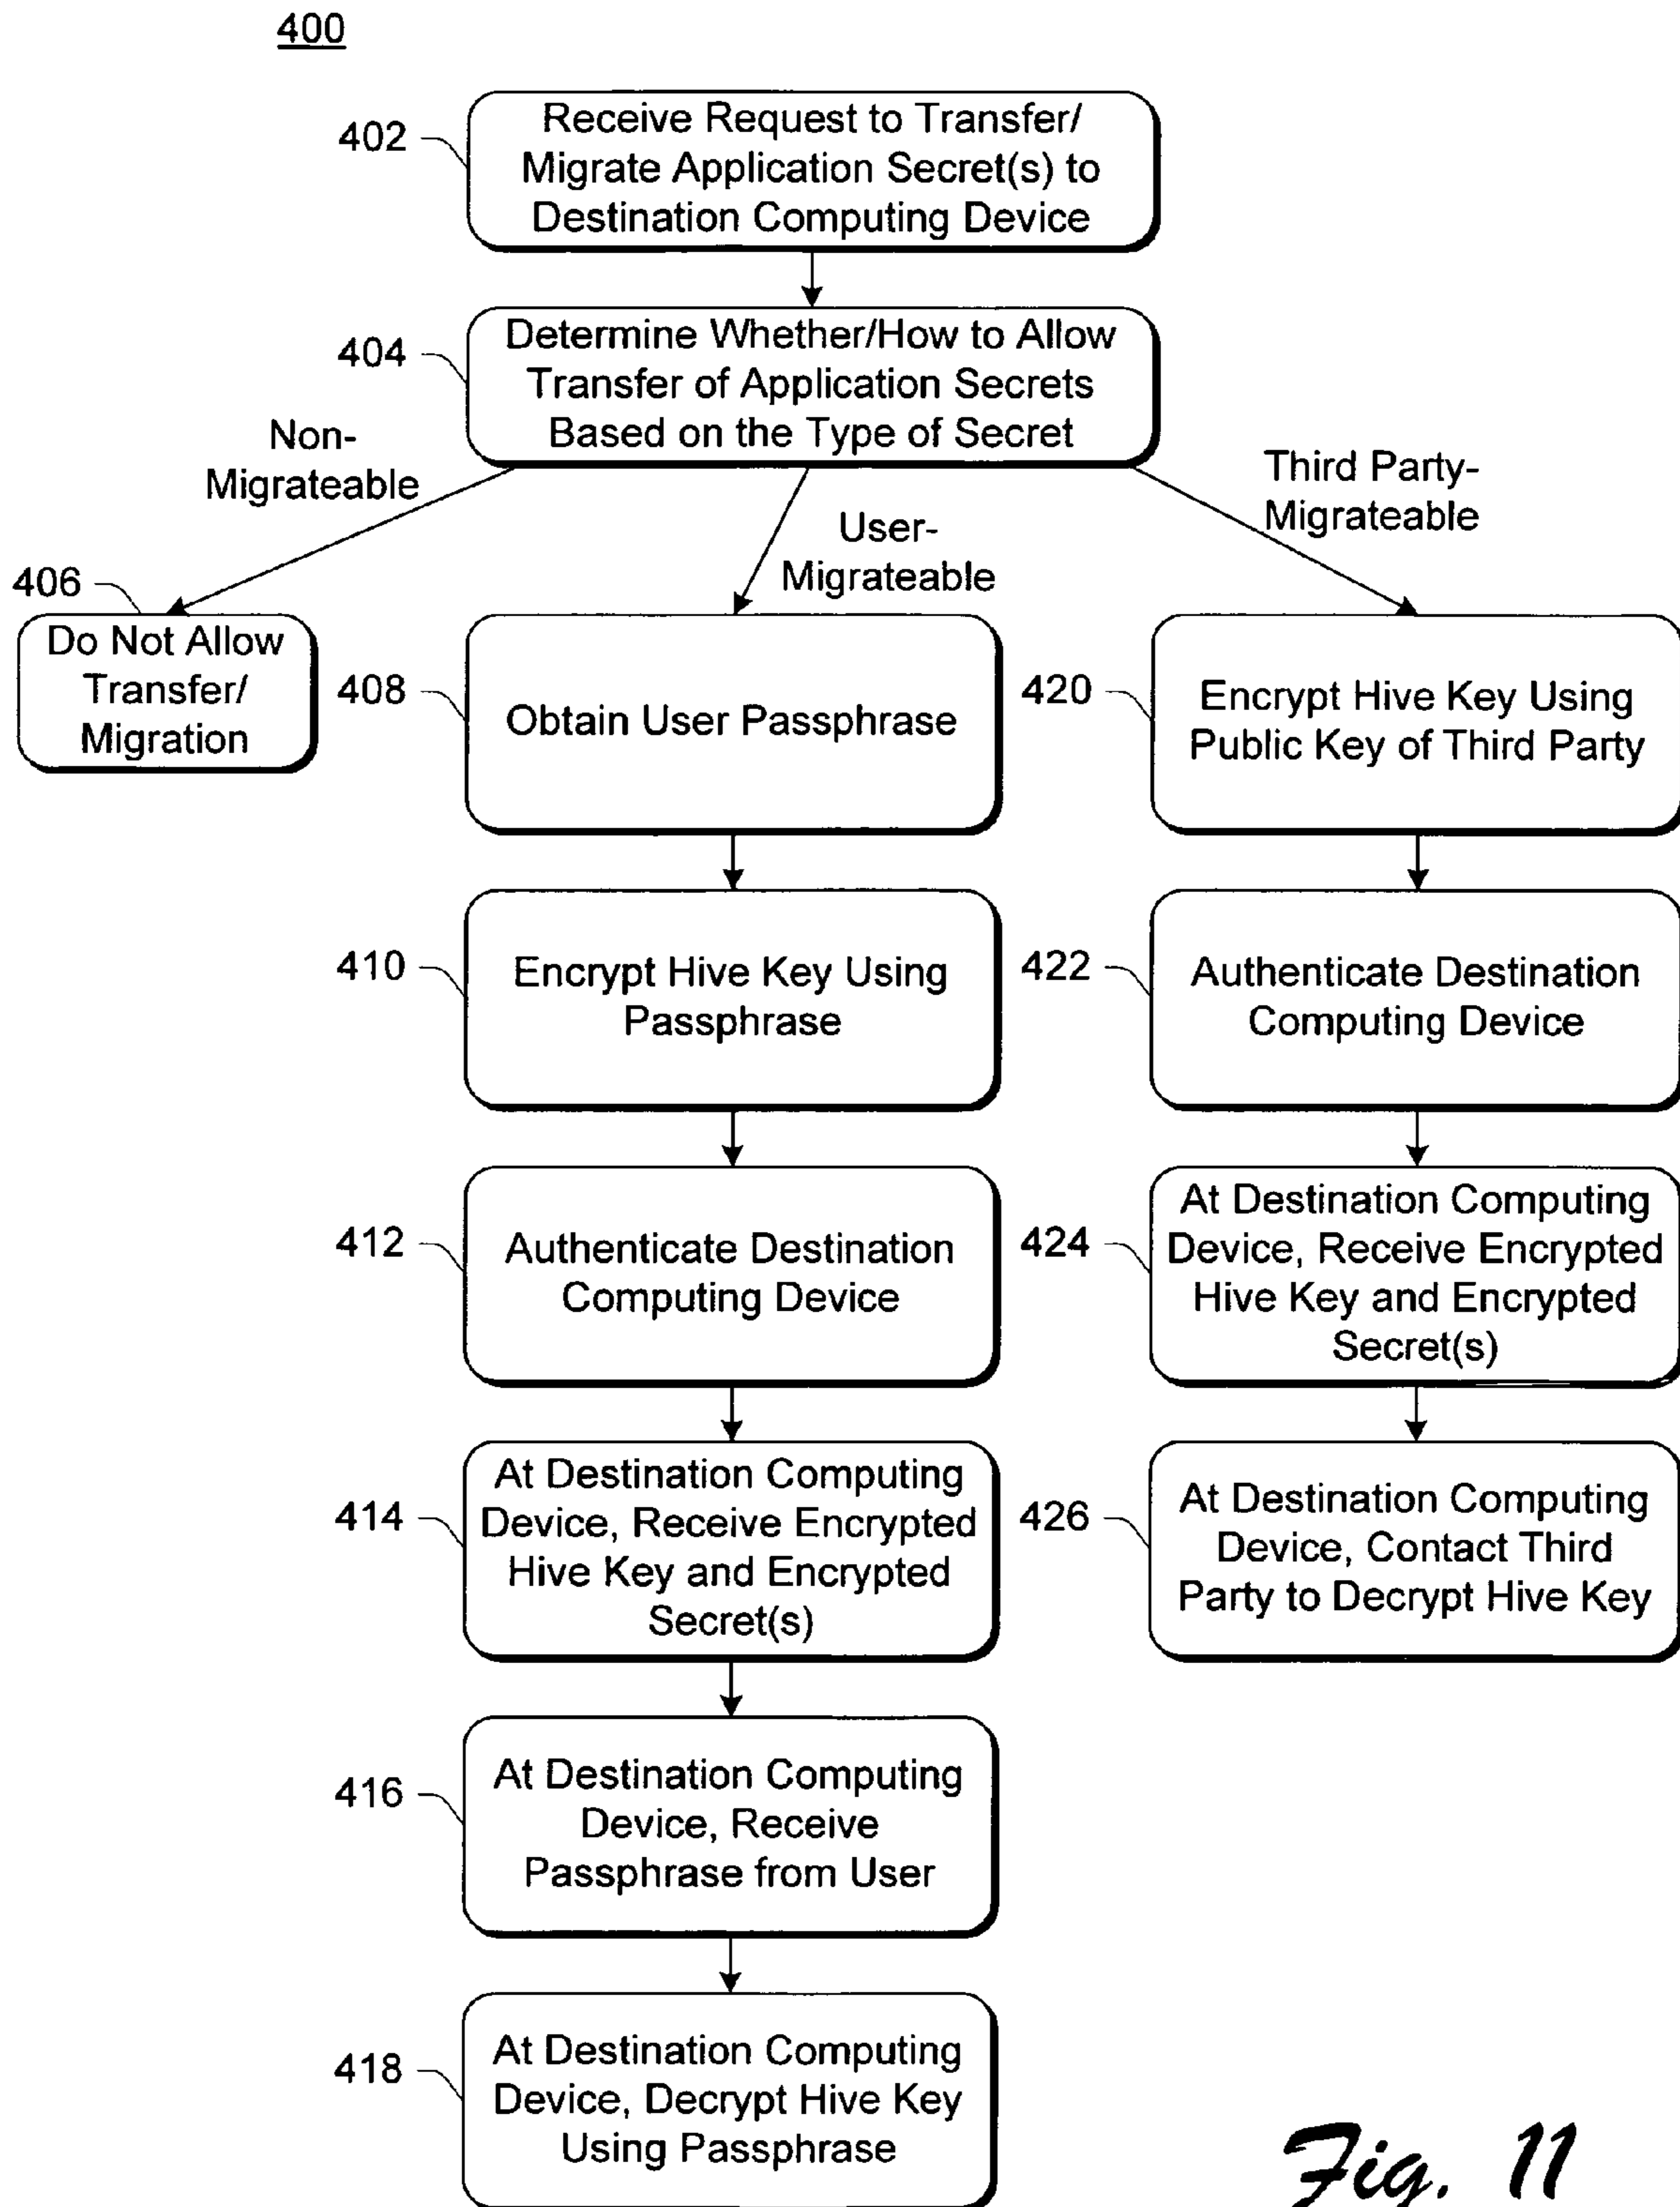 400
402
Receive Request to Transfer/
Migrate Application Secret(s) to
Destination Computing Device
404
Determine Whether/How to Allow
Transfer of Application Secrets
Based on the Type of Secret
Non-
Migrateable
User-
Migrateable
Third Party-
Migrateable
406
Do Not Allow
Transfer/
Migration
408
Obtain User Passphrase
410
Encrypt Hive Key Using
Passphrase
412
Authenticate Destination
Computing Device
414
At Destination Computing
Device, Receive Encrypted
Hive Key and Encrypted
Secret(s)
416
At Destination Computing
Device, Receive
Passphrase from User
418
At Destination Computing
Device, Decrypt Hive Key
Using Passphrase
420
Encrypt Hive Key Using
Public Key of Third Party
422
Authenticate Destination
Computing Device
424
At Destination Computing
Device, Receive Encrypted
Hive Key and Encrypted
Secret(s)
426
At Destination Computing
Device, Contact Third
Party to Decrypt Hive Key
Fig. 11